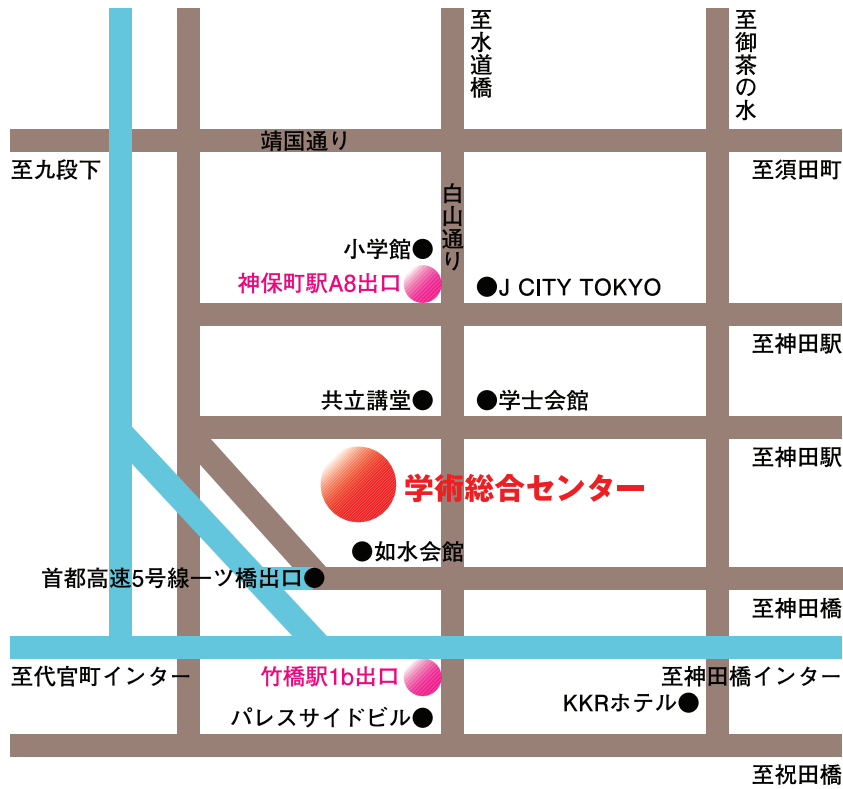 至水道橋
至御茶の水
靖国通り
至九段下
至須田町
白山通り
小学館
神保町駅A8出口
J CITY TOKYO
至神田駅
共立講堂
学士会館
至神田駅
学術総合センター
如水会館
首都高速5号線一ツ橋出口
至神田橋
至代官町インター
竹橋駅1b出口
至神田橋インター
KKRホテル
パレスサイドビル
至祝田橋